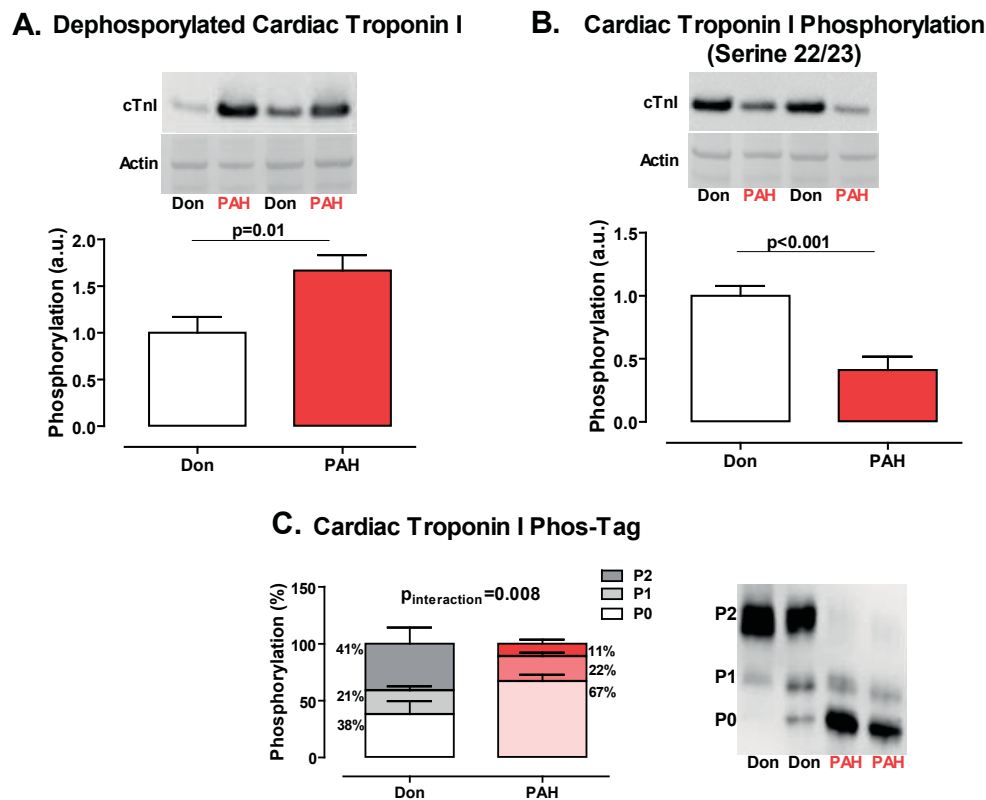 A. Dephosporylated Cardiac Troponin I
cTnI
Actin
Don PAH Don PAH
Phosphorylation (a.u.)
2.0
1.5
1.0
0.5
0.0
p=0.01
Don PAH
B. Cardiac Troponin I Phosphorylation
(Serine 22/23)
cTnI
Actin
Don PAH Don PAH
Phosphorylation (a.u.)
1.5
1.0
0.5
0.0
p<0.001
Don PAH
C. Cardiac Troponin I Phos-Tag
Phosphorylation (%)
150
100
50
0
pinteraction=0.008
P2
P1
P0
41%
21%
38%
11%
22%
67%
Don PAH
P2
P1
P0
Don Don PAH PAH